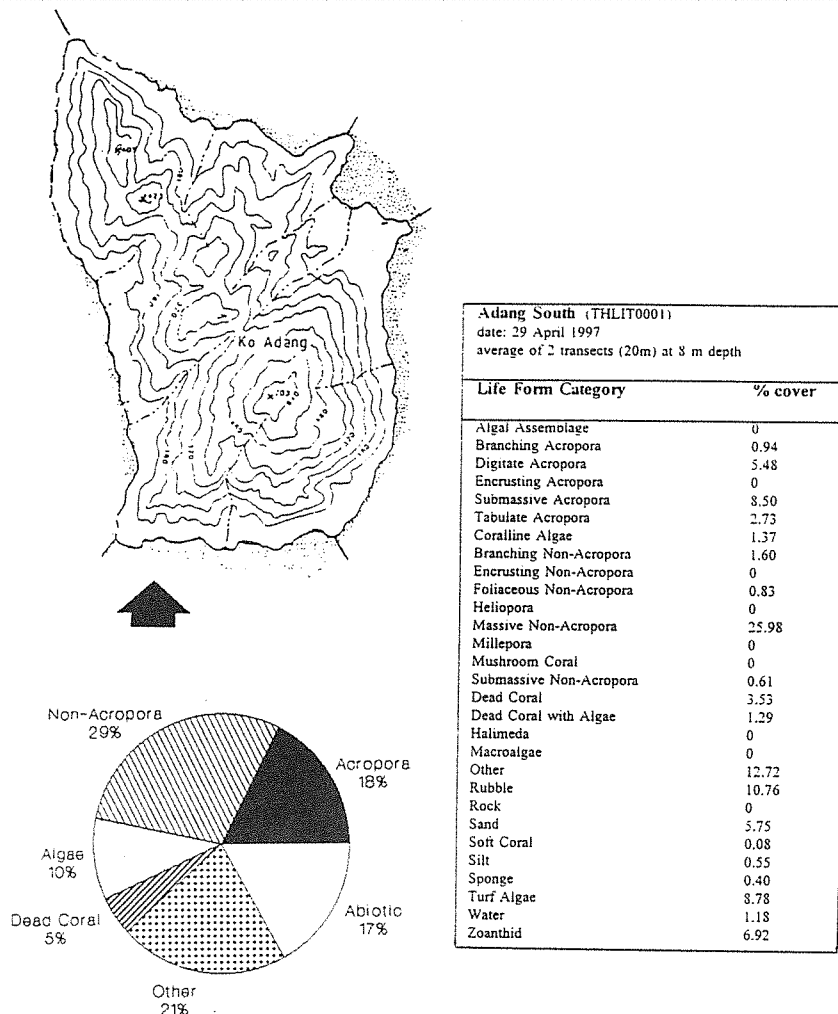 Ko Adang
Adang South (THLIT0001)
date: 29 April 1997
average of 2 transects (20m) at 8 m depth
Life Form Category % cover
Algal Assemolage 0
Branching Acropora 0.94
Digitate Acropora 5.48
Encrusting Acropora 0
Submassive Acropora 8.50
Tabulate Acropora 2.73
Coralline Algae 1.37
Branching Non-Acropora 1.60
Encrusting Non-Acropora 0
Foliaceous Non-Acropora 0.83
Heliopora 0
Massive Non-Acropora 25.98
Millepora 0
Mushroom Coral 0
Submassive Non-Acropora 0.61
Dead Coral 3.53
Dead Coral with Algae 1.29
Halimeda 0
Macroalgae 0
Other 12.72
Rubble 10.76
Rock 0
Sand 5.75
Soft Coral 0.08
Silt 0.55
Sponge 0.40
Turf Algae 8.78
Water 1.18
Zoanthid 6.92
Non-Acropora
29%
Acropora
18%
Algae
10%
Dead Coral
5%
Abiotic
17%
Other
21%